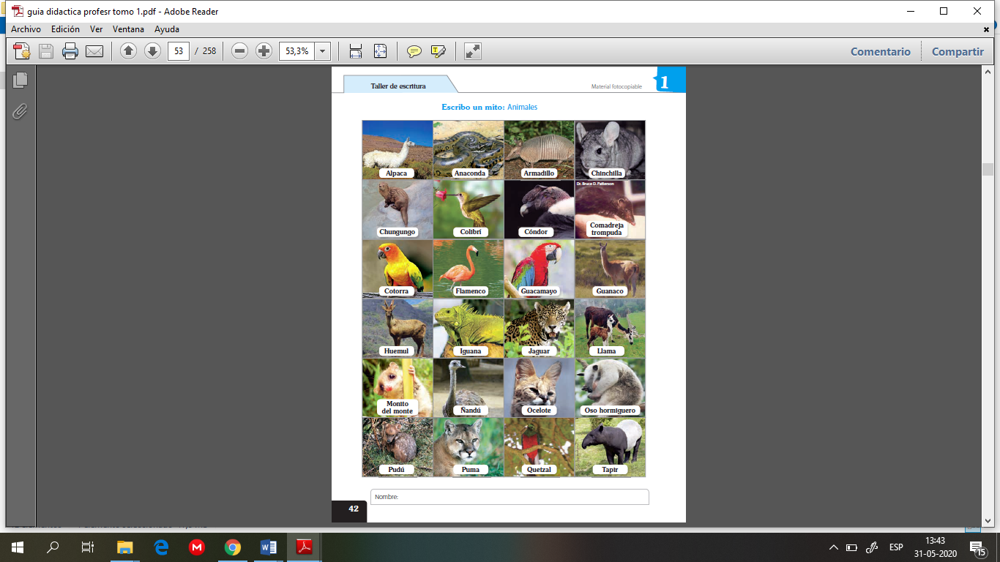 guia didactica profesr tomo 1.pdf - Adobe Reader
Archivo Edición Ver Ventana Ayuda
53 / 258 53,3% Comentario Compartir
Taller de escritura
Material fotocopiable
1
Escribo un mito: Animales
Alpaca Anaconda Armadillo Chinchilla
Dr. Bruce D. Patterson
Chungungo Colibrí Cóndor Comadreja
trompuda
Cotorra Flamenco Guacamayo Guanaco
Huemul Iguana Jaguar Llama
Monito
del monte Ñandú Ocelote Oso hormiguero
Pudú Puma Quetzal Tapir
Nombre:
42
ESP
13:43
31-05-2020
15